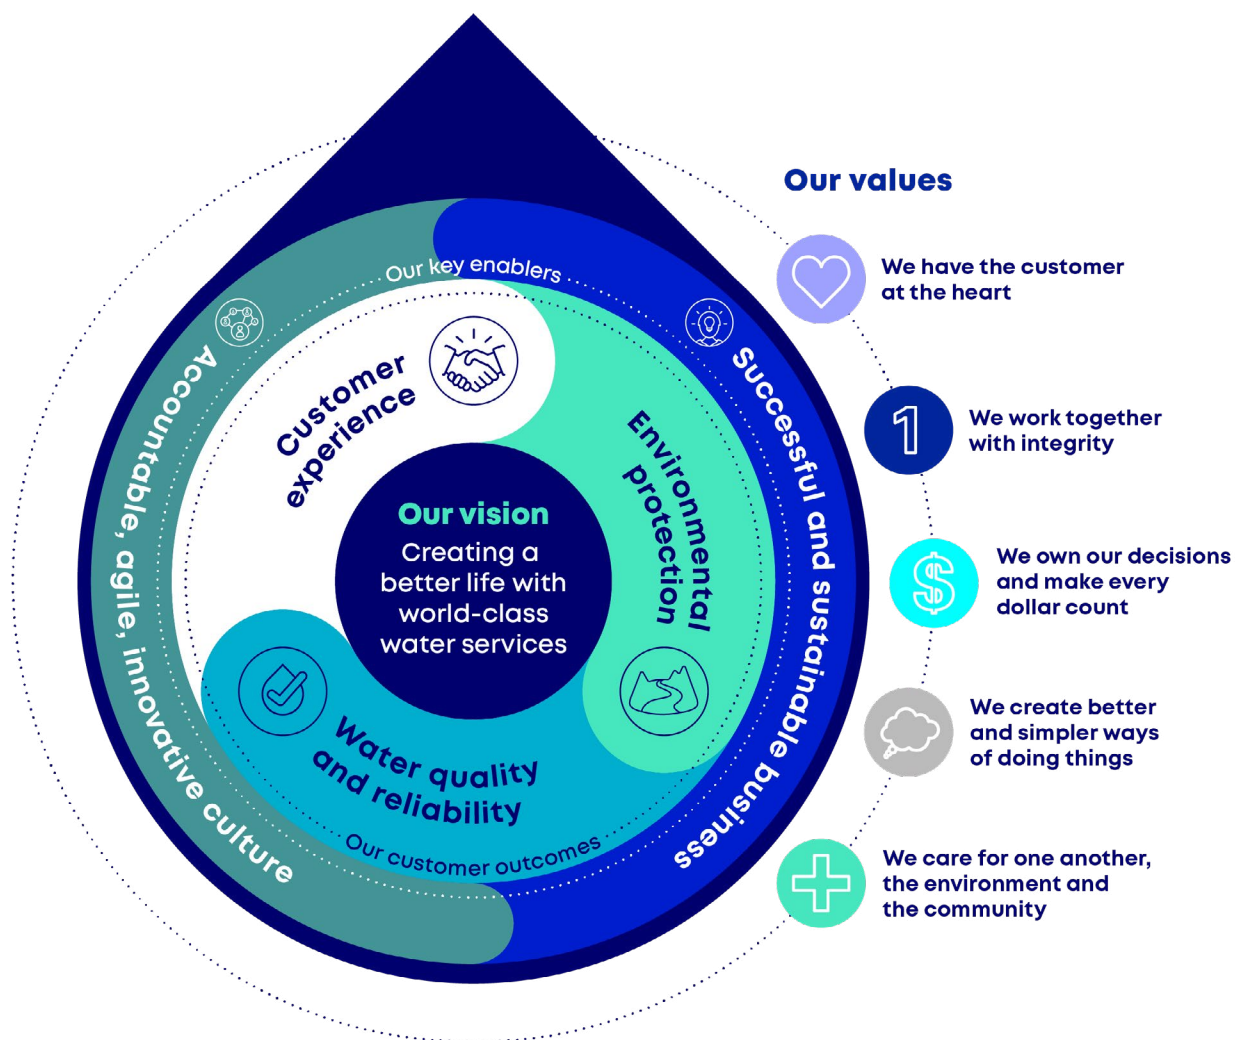 Our values
We have the customer
at the heart
We work together
with integrity
We own our decisions
and make every
dollar count
We create better
and simpler ways
of doing things
We care for one another,
the environment and
the community
Our key enablers
Accountable, agile, innovative culture
Successful and sustainable business
Customer
experience
Environmental
protection
Water quality
and reliability
Our customer outcomes
Our vision
Creating a
better life with
world-class
water services
1
$